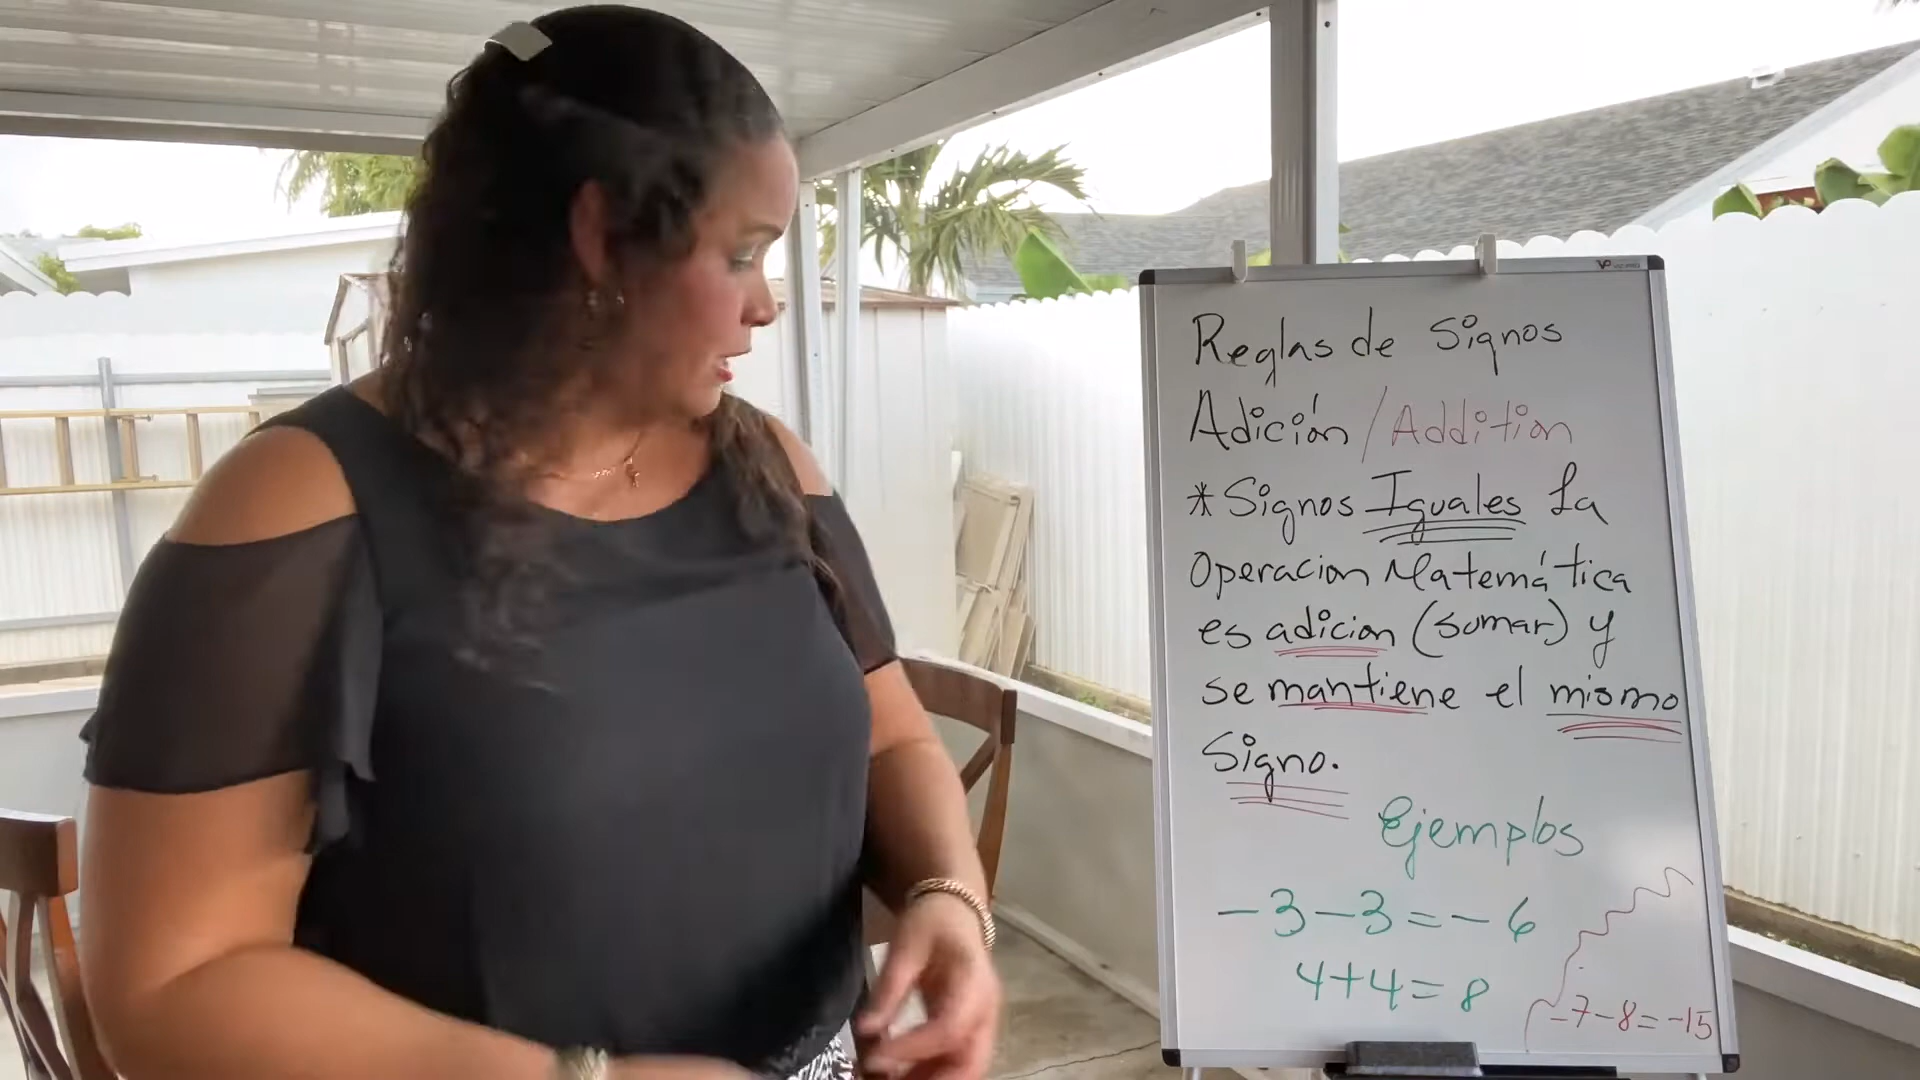 Reglas de Signos
Adición / Addition
* Signos Iguales La
Operacion Matemática
es adicion (sumar) y
se mantiene el mismo
Signo.
Ejemplos
-3-3=-6
4+4=8
-7-8=-15